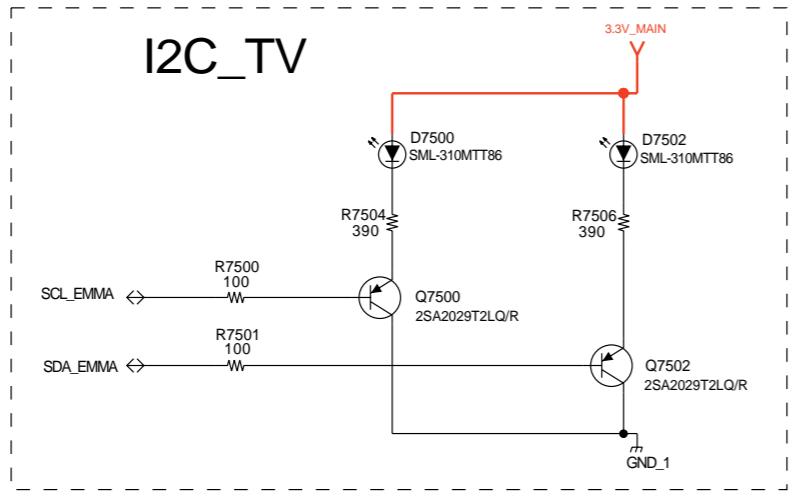 3.3V_MAIN
I2C_TV
D7500
SML-310MTT86
D7502
SML-310MTT86
R7504
390
R7506
390
R7500
100
SCL_EMMA
Q7500
2SA2029T2LQ/R
R7501
100
SDA_EMMA
Q7502
2SA2029T2LQ/R
GND_1